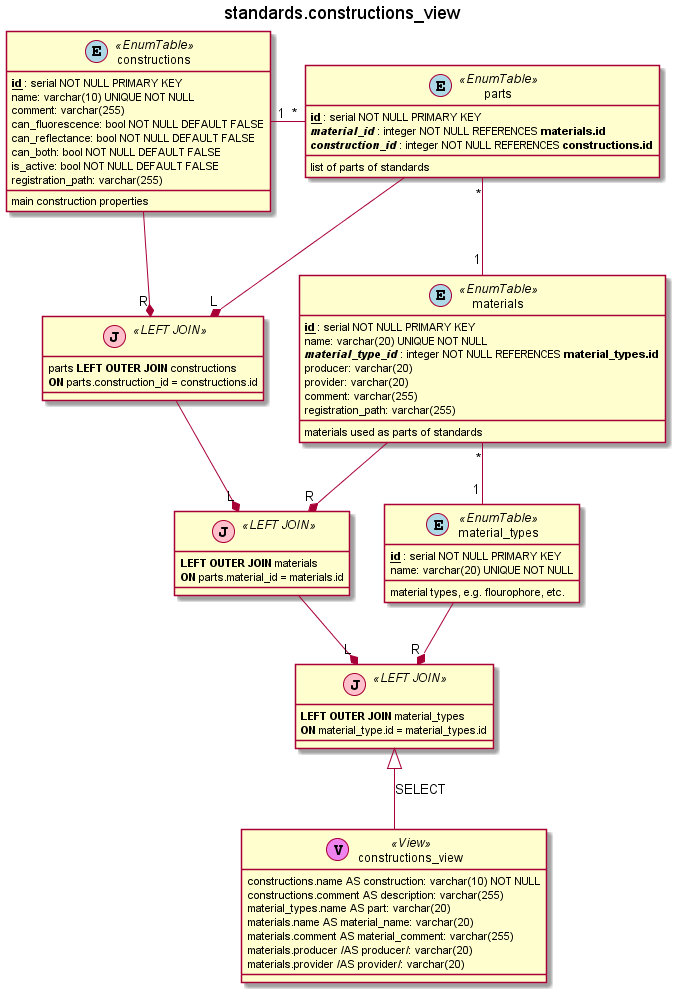 standards.constructions_view
E «EnumTable»
constructions
id : serial NOT NULL PRIMARY KEY
name: varchar(10) UNIQUE NOT NULL
comment: varchar(255)
can_fluorescence: bool NOT NULL DEFAULT FALSE
can_reflectance: bool NOT NULL DEFAULT FALSE
can_both: bool NOT NULL DEFAULT FALSE
is_active: bool NOT NULL DEFAULT FALSE
registration_path: varchar(255)
main construction properties
1 *
E «EnumTable»
parts
id : serial NOT NULL PRIMARY KEY
material_id : integer NOT NULL REFERENCES materials.id
construction_id : integer NOT NULL REFERENCES constructions.id
list of parts of standards
*
1
R
L
E «EnumTable»
materials
id : serial NOT NULL PRIMARY KEY
name: varchar(20) UNIQUE NOT NULL
material_type_id : integer NOT NULL REFERENCES material_types.id
producer: varchar(20)
provider: varchar(20)
comment: varchar(255)
registration_path: varchar(255)
materials used as parts of standards
J «LEFT JOIN»
parts LEFT OUTER JOIN constructions
ON parts.construction_id = constructions.id
*
1
L
R
J «LEFT JOIN»
LEFT OUTER JOIN materials
ON parts.material_id = materials.id
E «EnumTable»
material_types
id : serial NOT NULL PRIMARY KEY
name: varchar(20) UNIQUE NOT NULL
material types, e.g. flourophore, etc.
L
R
J «LEFT JOIN»
LEFT OUTER JOIN material_types
ON material_type.id = material_types.id
SELECT
V «View»
constructions_view
constructions.name AS construction: varchar(10) NOT NULL
constructions.comment AS description: varchar(255)
material_types.name AS part: varchar(20)
materials.name AS material_name: varchar(20)
materials.comment AS material_comment: varchar(255)
materials.producer /AS producer/: varchar(20)
materials.provider /AS provider/: varchar(20)